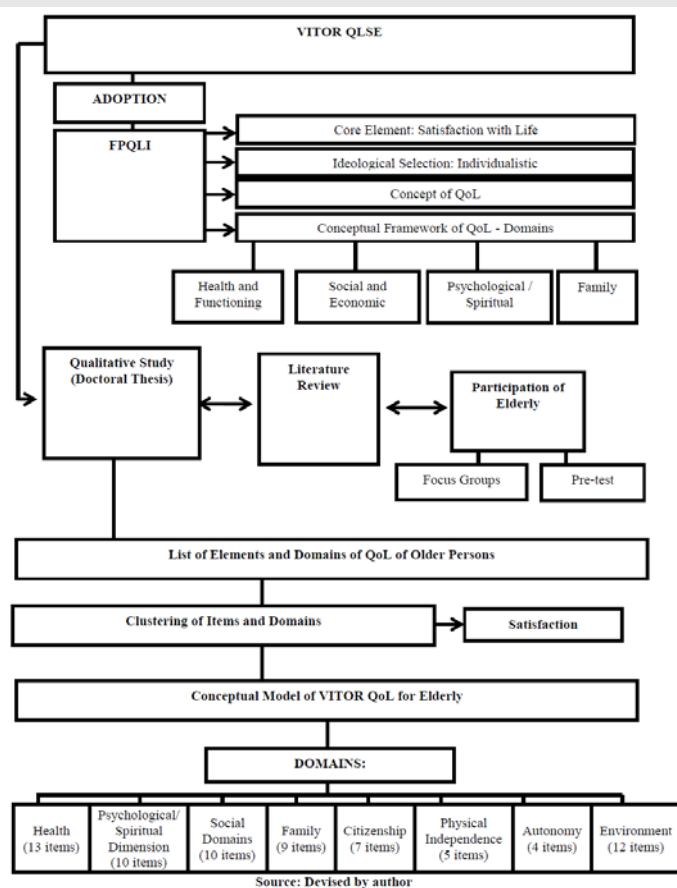 VITOR QLSE
ADOPTION
FPQLI
Core Element: Satisfaction with Life
Ideological Selection: Individualistic
Concept of QoL
Conceptual Framework of QoL - Domains
Health and
Functioning
Social and
Economic
Psychological /
Spiritual
Family
Qualitative Study
(Doctoral Thesis)
Literature
Review
Participation of
Elderly
Focus Groups
Pre-test
List of Elements and Domains of QoL of Older Persons
Clustering of Items and Domains
Satisfaction
Conceptual Model of VITOR QoL for Elderly
DOMAINS:
Health
(13 items)
Psychological/
Spiritual
Dimension
(10 items)
Social
Domains
(10 items)
Family
(9 items)
Citizenship
(7 items)
Physical
Independence
(5 items)
Autonomy
(4 items)
Environment
(12 items)
Source: Devised by author